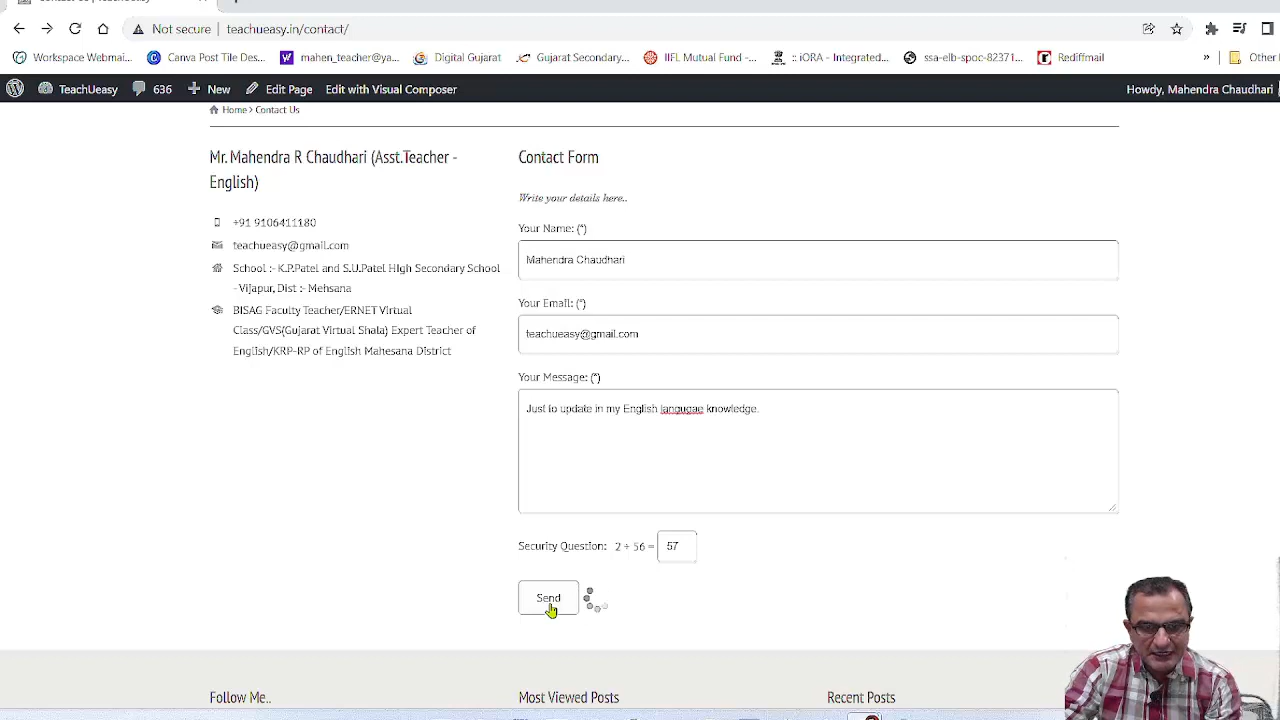 Not secure | teachueasy.in/contact/
Workspace Webmai... Canva Post Tile Des... mahen_teacher@ya... Digital Gujarat Gujarat Secondary... IIFL Mutual Fund -... :: iORA - Integrated... ssa-elb-spoc-82371... Rediffmail » Other
TeachUeasy 636 New Edit Page Edit with Visual Composer Howdy, Mahendra Chaudhari
Home > Contact Us
Mr. Mahendra R Chaudhari (Asst.Teacher -
English)
+91 9106411180
teachueasy@gmail.com
School :- K.P.Patel and S.U.Patel HIgh Secondary School
- Vijapur, Dist :- Mehsana
BISAG Faculty Teacher/ERNET Virtual
Class/GVS(Gujarat Virtual Shala) Expert Teacher of
English/KRP-RP of English Mahesana District
Contact Form
Write your details here..
Your Name: (*)
Mahendra Chaudhari
Your Email: (*)
teachueasy@gmail.com
Your Message: (*)
Just to update in my English langugae knowledge.
Security Question: 2 + 56 = 57
Send
Follow Me.. Most Viewed Posts Recent Posts